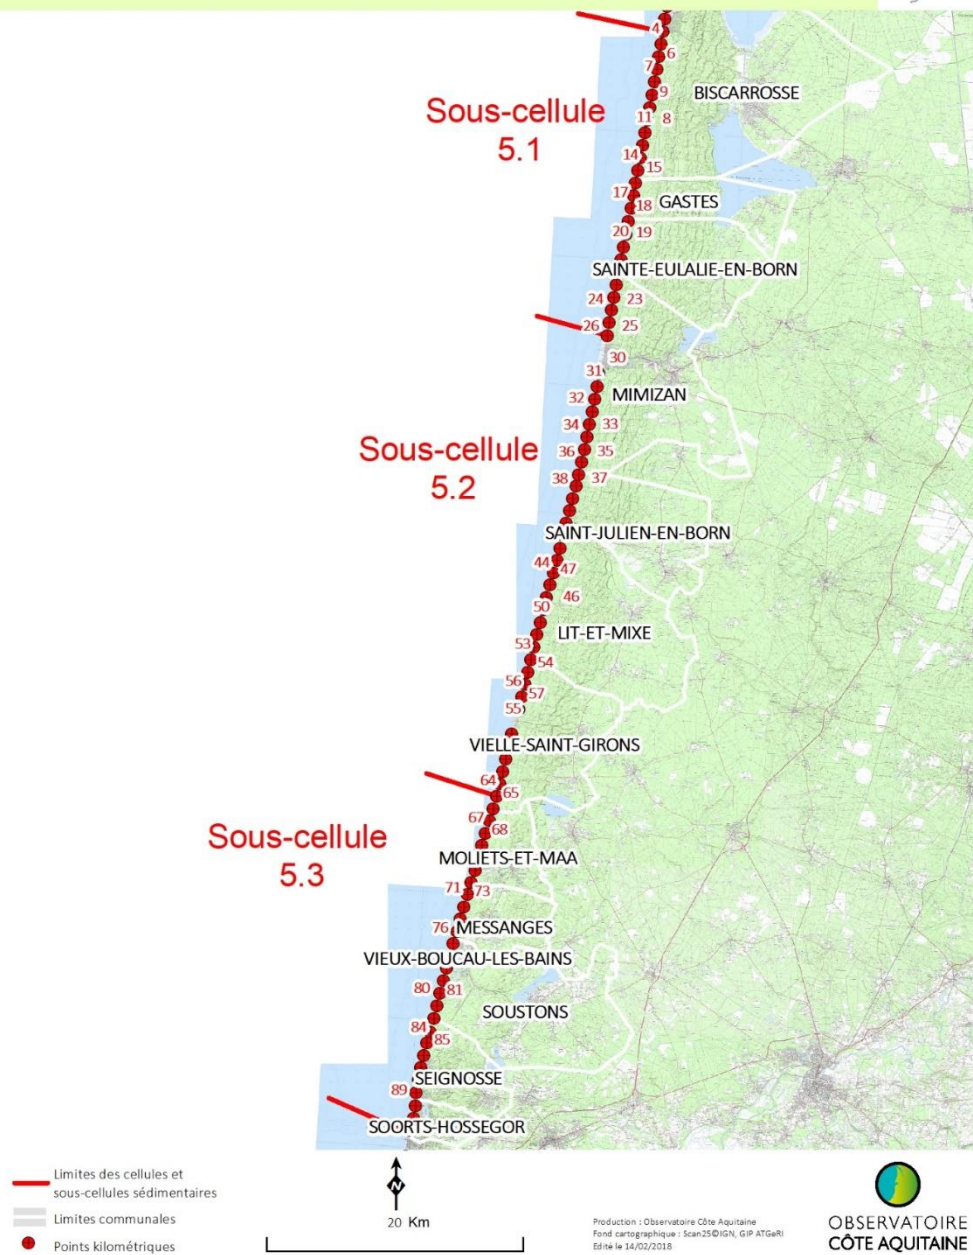 4
6
7
BISCARROSSE
9
Sous-cellule
5.1
11
8
14
15
17
18
GASTES
20
19
SAINTE-EULALIE-EN-BORN
24
23
26
25
30
31
MIMIZAN
32
34
33
Sous-cellule
5.2
36
35
38
37
SAINT-JULIEN-EN-BORN
44
47
46
50
LIT-ET-MIXE
53
54
56
57
55
VIELLE-SAINT-GIRONS
64
65
67
68
Sous-cellule
5.3
MOLIETS-ET-MAA
71
73
76
MESSANGES
VIEUX-BOUCAU-LES-BAINS
80
81
SOUSTONS
84
85
SEIGNOSSE
89
SOORTS-HOSSEGOR
Limites des cellules et
sous-cellules sédimentaires
Limites communales
Points kilométriques
N
20 Km
Production : Observatoire Côte Aquitaine
Fond cartographique : Scan25©IGN, GIP ATGeRi
Edité le 14/02/2018
OBSERVATOIRE
CÔTE AQUITAINE